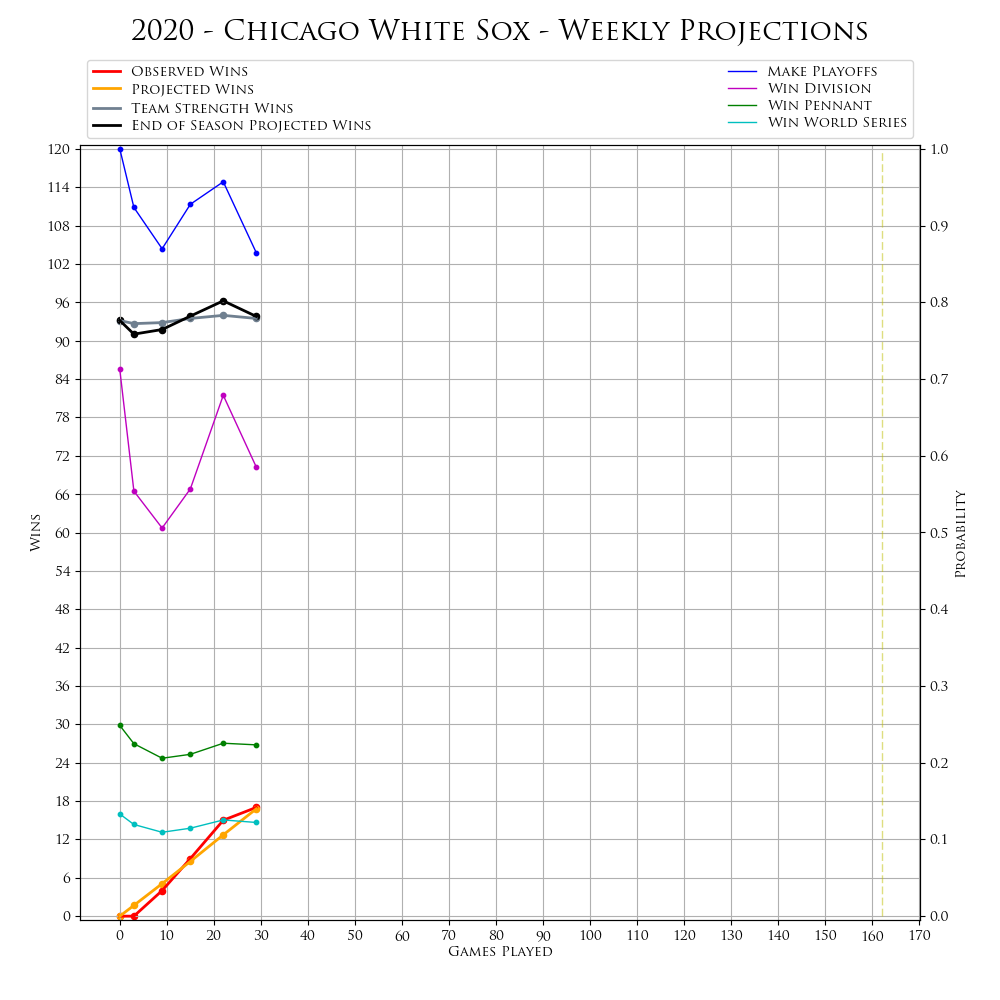 2020 - Chicago White Sox - Weekly Projections
Observed Wins
Projected Wins
Team Strength Wins
End of Season Projected Wins
Make Playoffs
Win Division
Win Pennant
Win World Series
120
114
108
102
96
90
84
78
72
66
60
54
48
42
36
30
24
18
12
6
0
Wins
1.0
0.9
0.8
0.7
0.6
0.5
0.4
0.3
0.2
0.1
0.0
Probability
0 10 20 30 40 50 60 70 80 90 100 110 120 130 140 150 160 170
Games Played